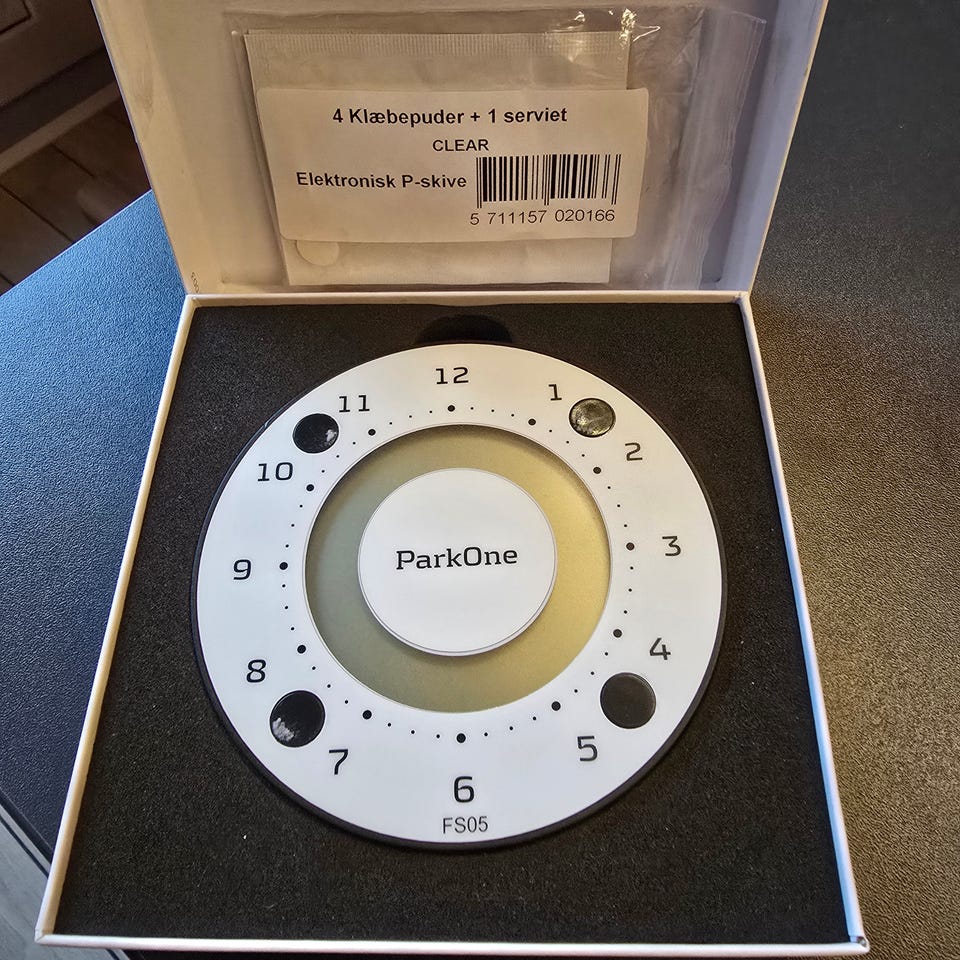 4 Klæbepuder + 1 serviet
CLEAR
Elektronisk P-skive
5 711157 020166
12
11
1
10
2
9
ParkOne
3
8
4
7
5
6
FS05